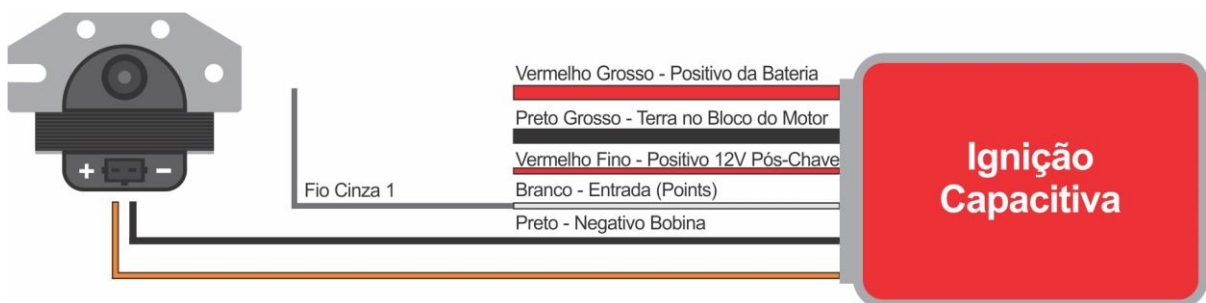 Vermelho Grosso - Positivo da Bateria
Preto Grosso - Terra no Bloco do Motor
Vermelho Fino - Positivo 12V Pós-Chave
Fio Cinza 1
Branco - Entrada (Points)
Preto - Negativo Bobina
+ -
Ignição
Capacitiva